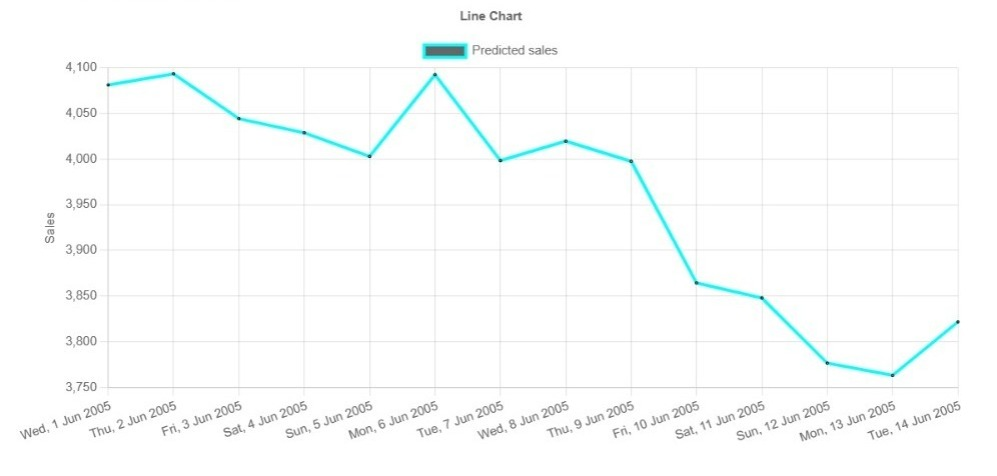 Line Chart
Predicted sales
4,100
4,050
4,000
3,950
3,900
3,850
3,800
3,750
Sales
Wed, 1 Jun 2005
Thu, 2 Jun 2005
Fri, 3 Jun 2005
Sat, 4 Jun 2005
Sun, 5 Jun 2005
Mon, 6 Jun 2005
Tue, 7 Jun 2005
Wed, 8 Jun 2005
Thu, 9 Jun 2005
Fri, 10 Jun 2005
Sat, 11 Jun 2005
Sun, 12 Jun 2005
Mon, 13 Jun 2005
Tue, 14 Jun 2005